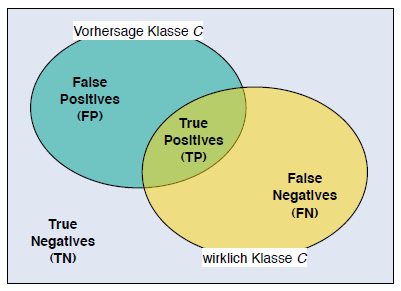 Vorhersage Klasse C
False
Positives
(FP)
True
Positives
(TP)
False
Negatives
(FN)
True
Negatives
(TN)
wirklich Klasse C